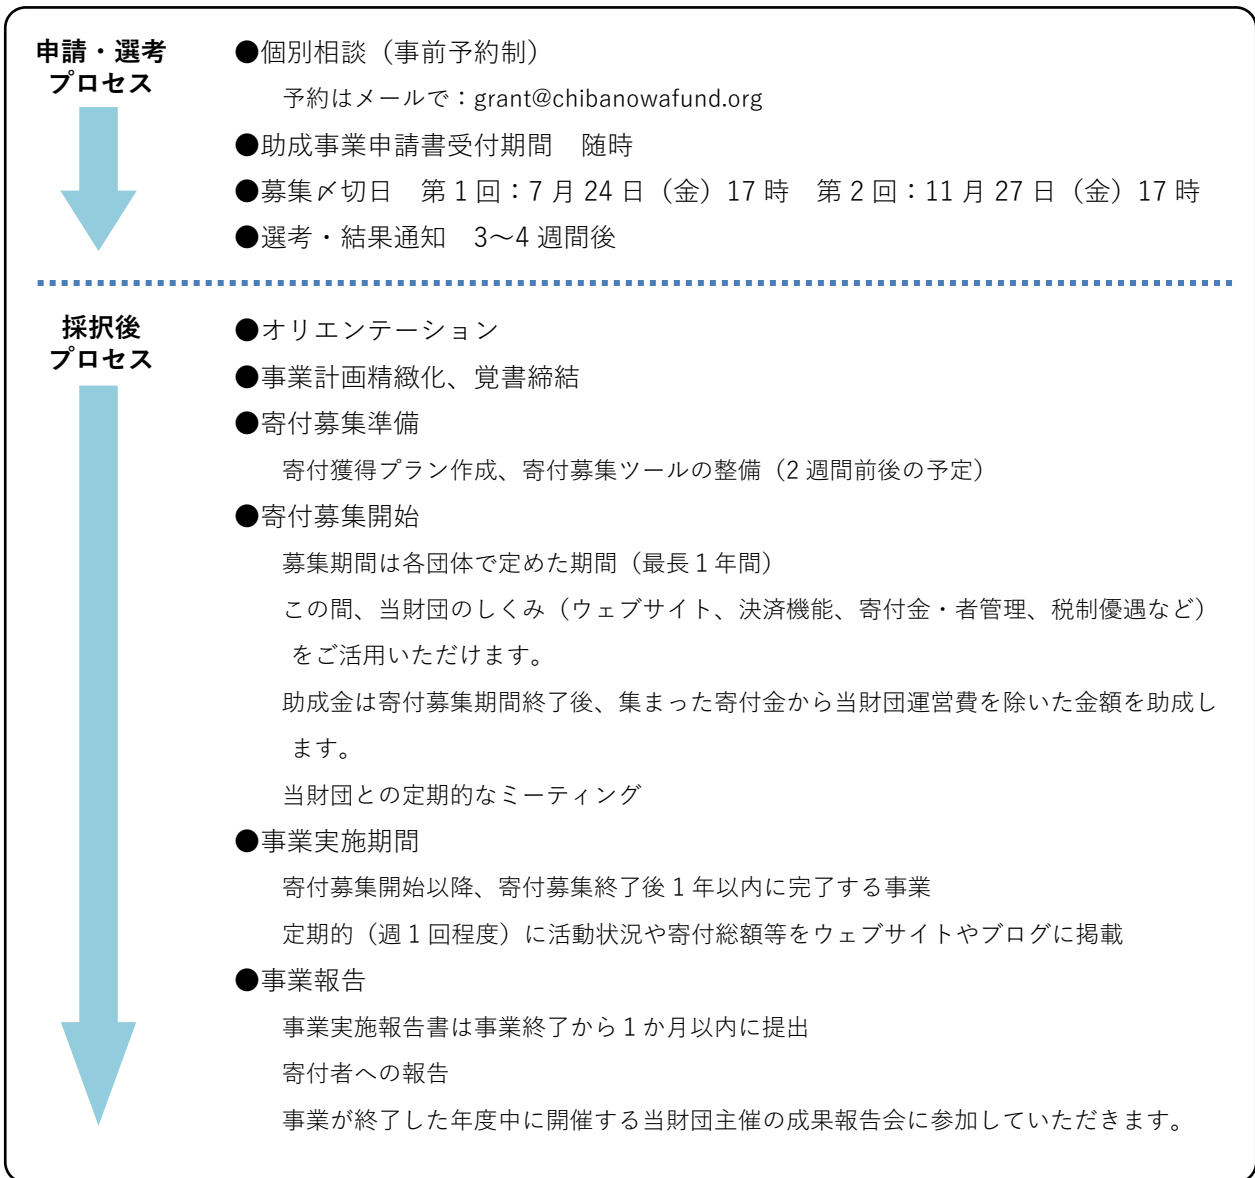 申請・選考
プロセス
●個別相談（事前予約制）
予約はメールで：grant@chibanowafund.org
●助成事業申請書受付期間　随時
●募集〆切日　第１回：７月 24 日（金）17 時　第２回：11 月 27 日（金）17 時
●選考・結果通知　3～4 週間後
採択後
プロセス
●オリエンテーション
●事業計画精緻化、覚書締結
●寄付募集準備
寄付獲得プラン作成、寄付募集ツールの整備（2 週間前後の予定）
●寄付募集開始
募集期間は各団体で定めた期間（最長１年間）
この間、当財団のしくみ（ウェブサイト、決済機能、寄付金・者管理、税制優遇など）
をご活用いただけます。
助成金は寄付募集期間終了後、集まった寄付金から当財団運営費を除いた金額を助成し
ます。
当財団との定期的なミーティング
●事業実施期間
寄付募集開始以降、寄付募集終了後１年以内に完了する事業
定期的（週１回程度）に活動状況や寄付総額等をウェブサイトやブログに掲載
●事業報告
事業実施報告書は事業終了から１か月以内に提出
寄付者への報告
事業が終了した年度中に開催する当財団主催の成果報告会に参加していただきます。